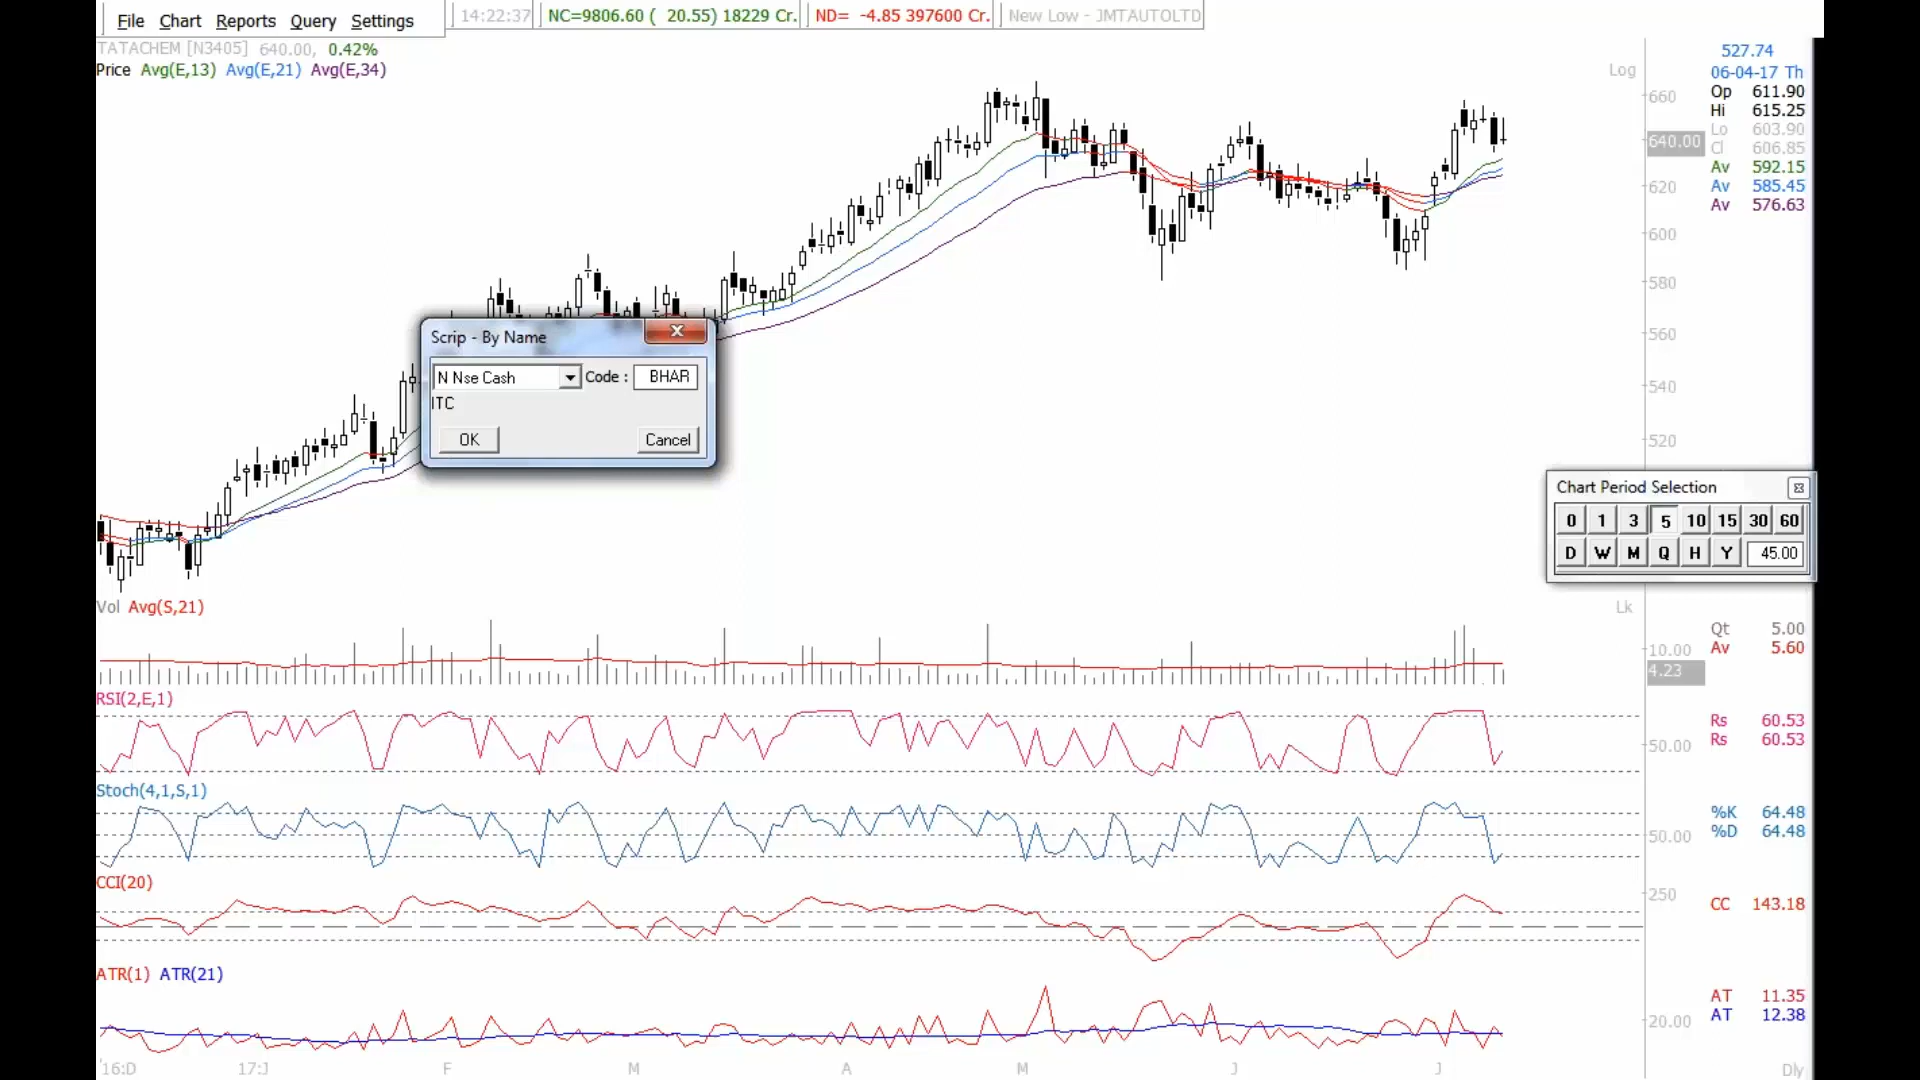 File Chart Reports Query Settings
14:22:37 NC=9806.60 ( 20.55) 18229 Cr. ND= -4.85 397600 Cr. New Low - JMTAUTOLTD
TATACHEM [N3405] 640.00, 0.42%
Price Avg(E,13) Avg(E,21) Avg(E,34)
Log
660
640.00
620
600
580
560
540
520
527.74
06-04-17 Th
Op 611.90
Hi 615.25
Lo 603.90
Cl 606.85
Av 592.15
Av 585.45
Av 576.63
Scrip - By Name
N Nse Cash Code : BHAR
ITC
OK Cancel
Chart Period Selection
0 1 3 5 10 15 30 60
D W M Q H Y 45.00
Vol Avg(S,21)
Lk
10.00
4.23
Qt 5.00
Av 5.60
RSI(2,E,1)
50.00
Rs 60.53
Rs 60.53
Stoch(4,1,S,1)
50.00
%K 64.48
%D 64.48
CCI(20)
250
CC 143.18
ATR(1) ATR(21)
20.00
AT 11.35
AT 12.38
'16:D 17:J F M A M J J Dly